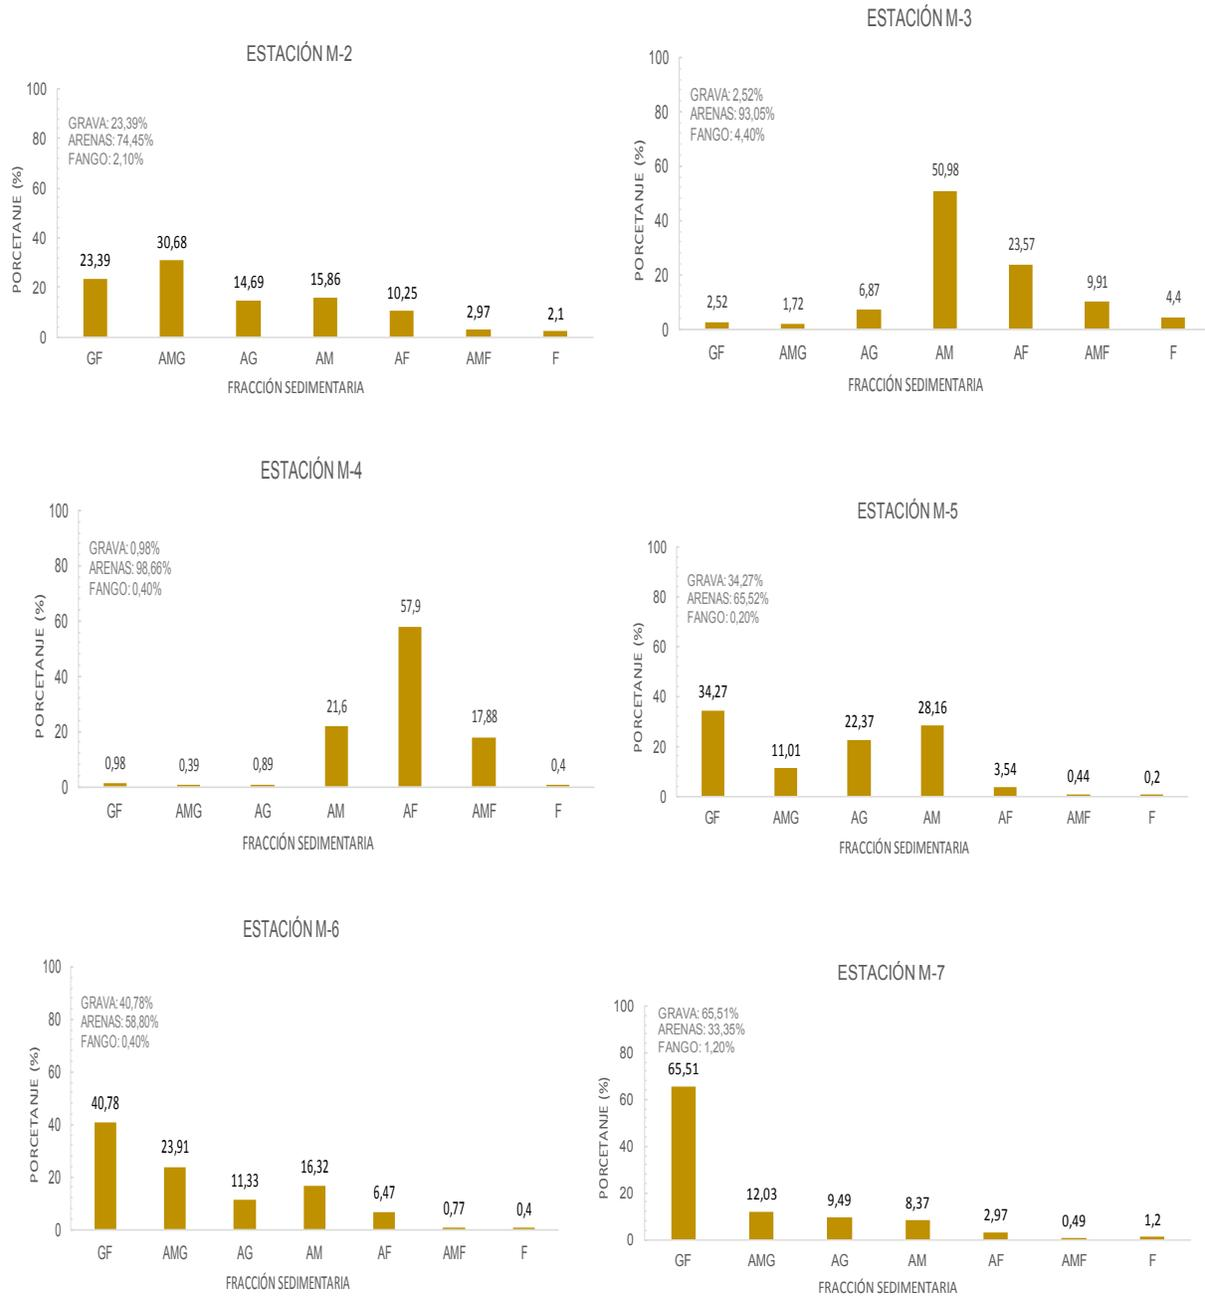 ESTACIÓN M-2
GRAVA: 23,39%
ARENAS: 74,45%
FANGO: 2,10%
PORCETANJE (%)
100
80
60
40
20
0
23,39
30,68
14,69
15,86
10,25
2,97
2,1
GF AMG AG AM AF AMF F
FRACCIÓN SEDIMENTARIA
ESTACIÓN M-3
GRAVA: 2,52%
ARENAS: 93,05%
FANGO: 4,40%
PORCETANJE (%)
100
80
60
40
20
0
2,52
1,72
6,87
50,98
23,57
9,91
4,4
GF AMG AG AM AF AMF F
FRACCIÓN SEDIMENTARIA
ESTACIÓN M-4
GRAVA: 0,98%
ARENAS: 98,66%
FANGO: 0,40%
PORCETANJE (%)
100
80
60
40
20
0
0,98
0,39
0,89
21,6
57,9
17,88
0,4
GF AMG AG AM AF AMF F
FRACCIÓN SEDIMENTARIA
ESTACIÓN M-5
GRAVA: 34,27%
ARENAS: 65,52%
FANGO: 0,20%
PORCETANJE (%)
100
80
60
40
20
0
34,27
11,01
22,37
28,16
3,54
0,44
0,2
GF AMG AG AM AF AMF F
FRACCIÓN SEDIMENTARIA
ESTACIÓN M-6
GRAVA: 40,78%
ARENAS: 58,80%
FANGO: 0,40%
PORCETANJE (%)
100
80
60
40
20
0
40,78
23,91
11,33
16,32
6,47
0,77
0,4
GF AMG AG AM AF AMF F
FRACCIÓN SEDIMENTARIA
ESTACIÓN M-7
GRAVA: 65,51%
ARENAS: 33,35%
FANGO: 1,20%
PORCETANJE (%)
100
80
60
40
20
0
65,51
12,03
9,49
8,37
2,97
0,49
1,2
GF AMG AG AM AF AMF F
FRACCIÓN SEDIMENTARIA